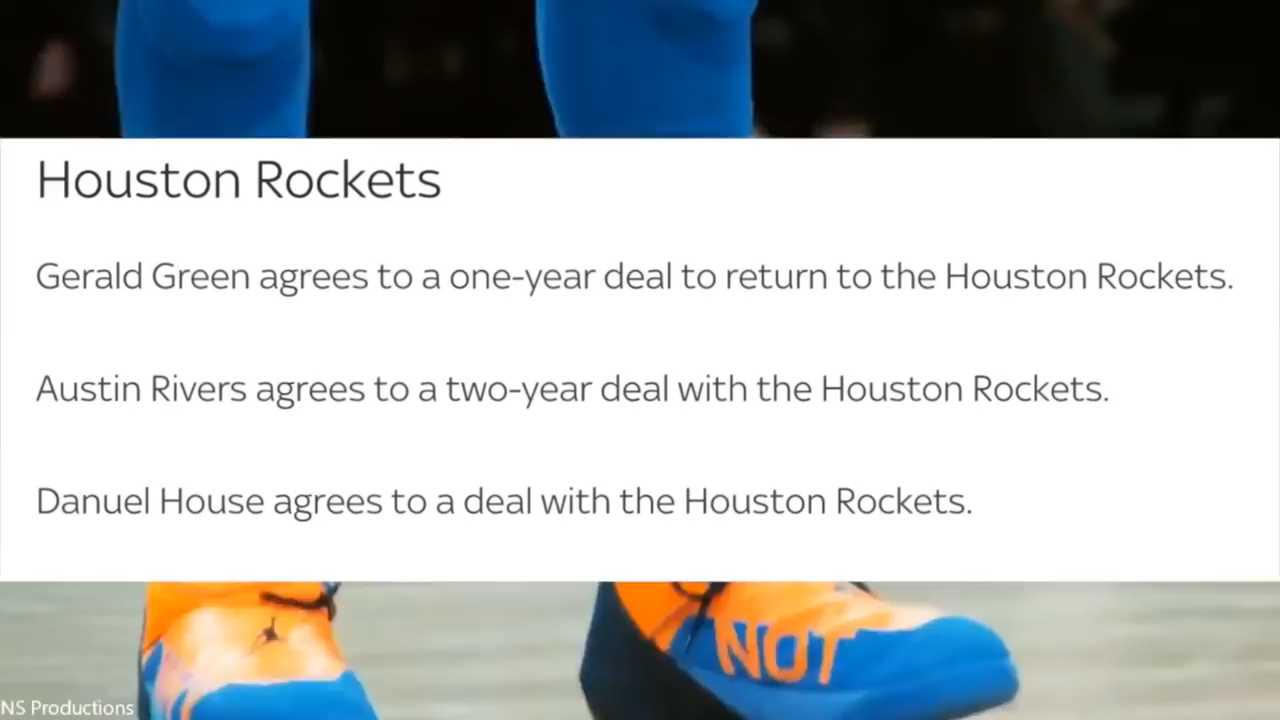 Houston Rockets
Gerald Green agrees to a one-year deal to return to the Houston Rockets.
Austin Rivers agrees to a two-year deal with the Houston Rockets.
Danuel House agrees to a deal with the Houston Rockets.
NOT
NS Productions